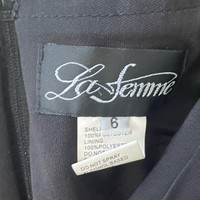 La Femme
6
SHELL
100% POLYESTER
LINING
100% POLYESTER
DO NOT SPRAY